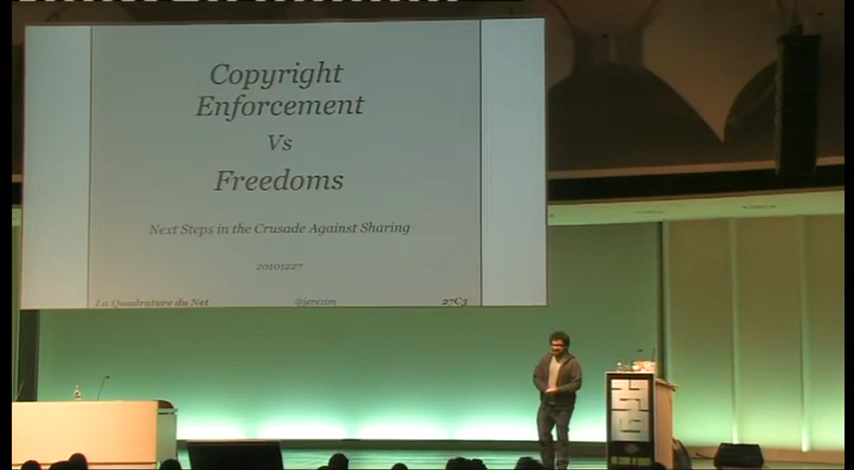 Copyright
Enforcement
Vs
Freedoms
Next Steps in the Crusade Against Sharing
20101227
La Quadrature du Net @jerezim 27C3